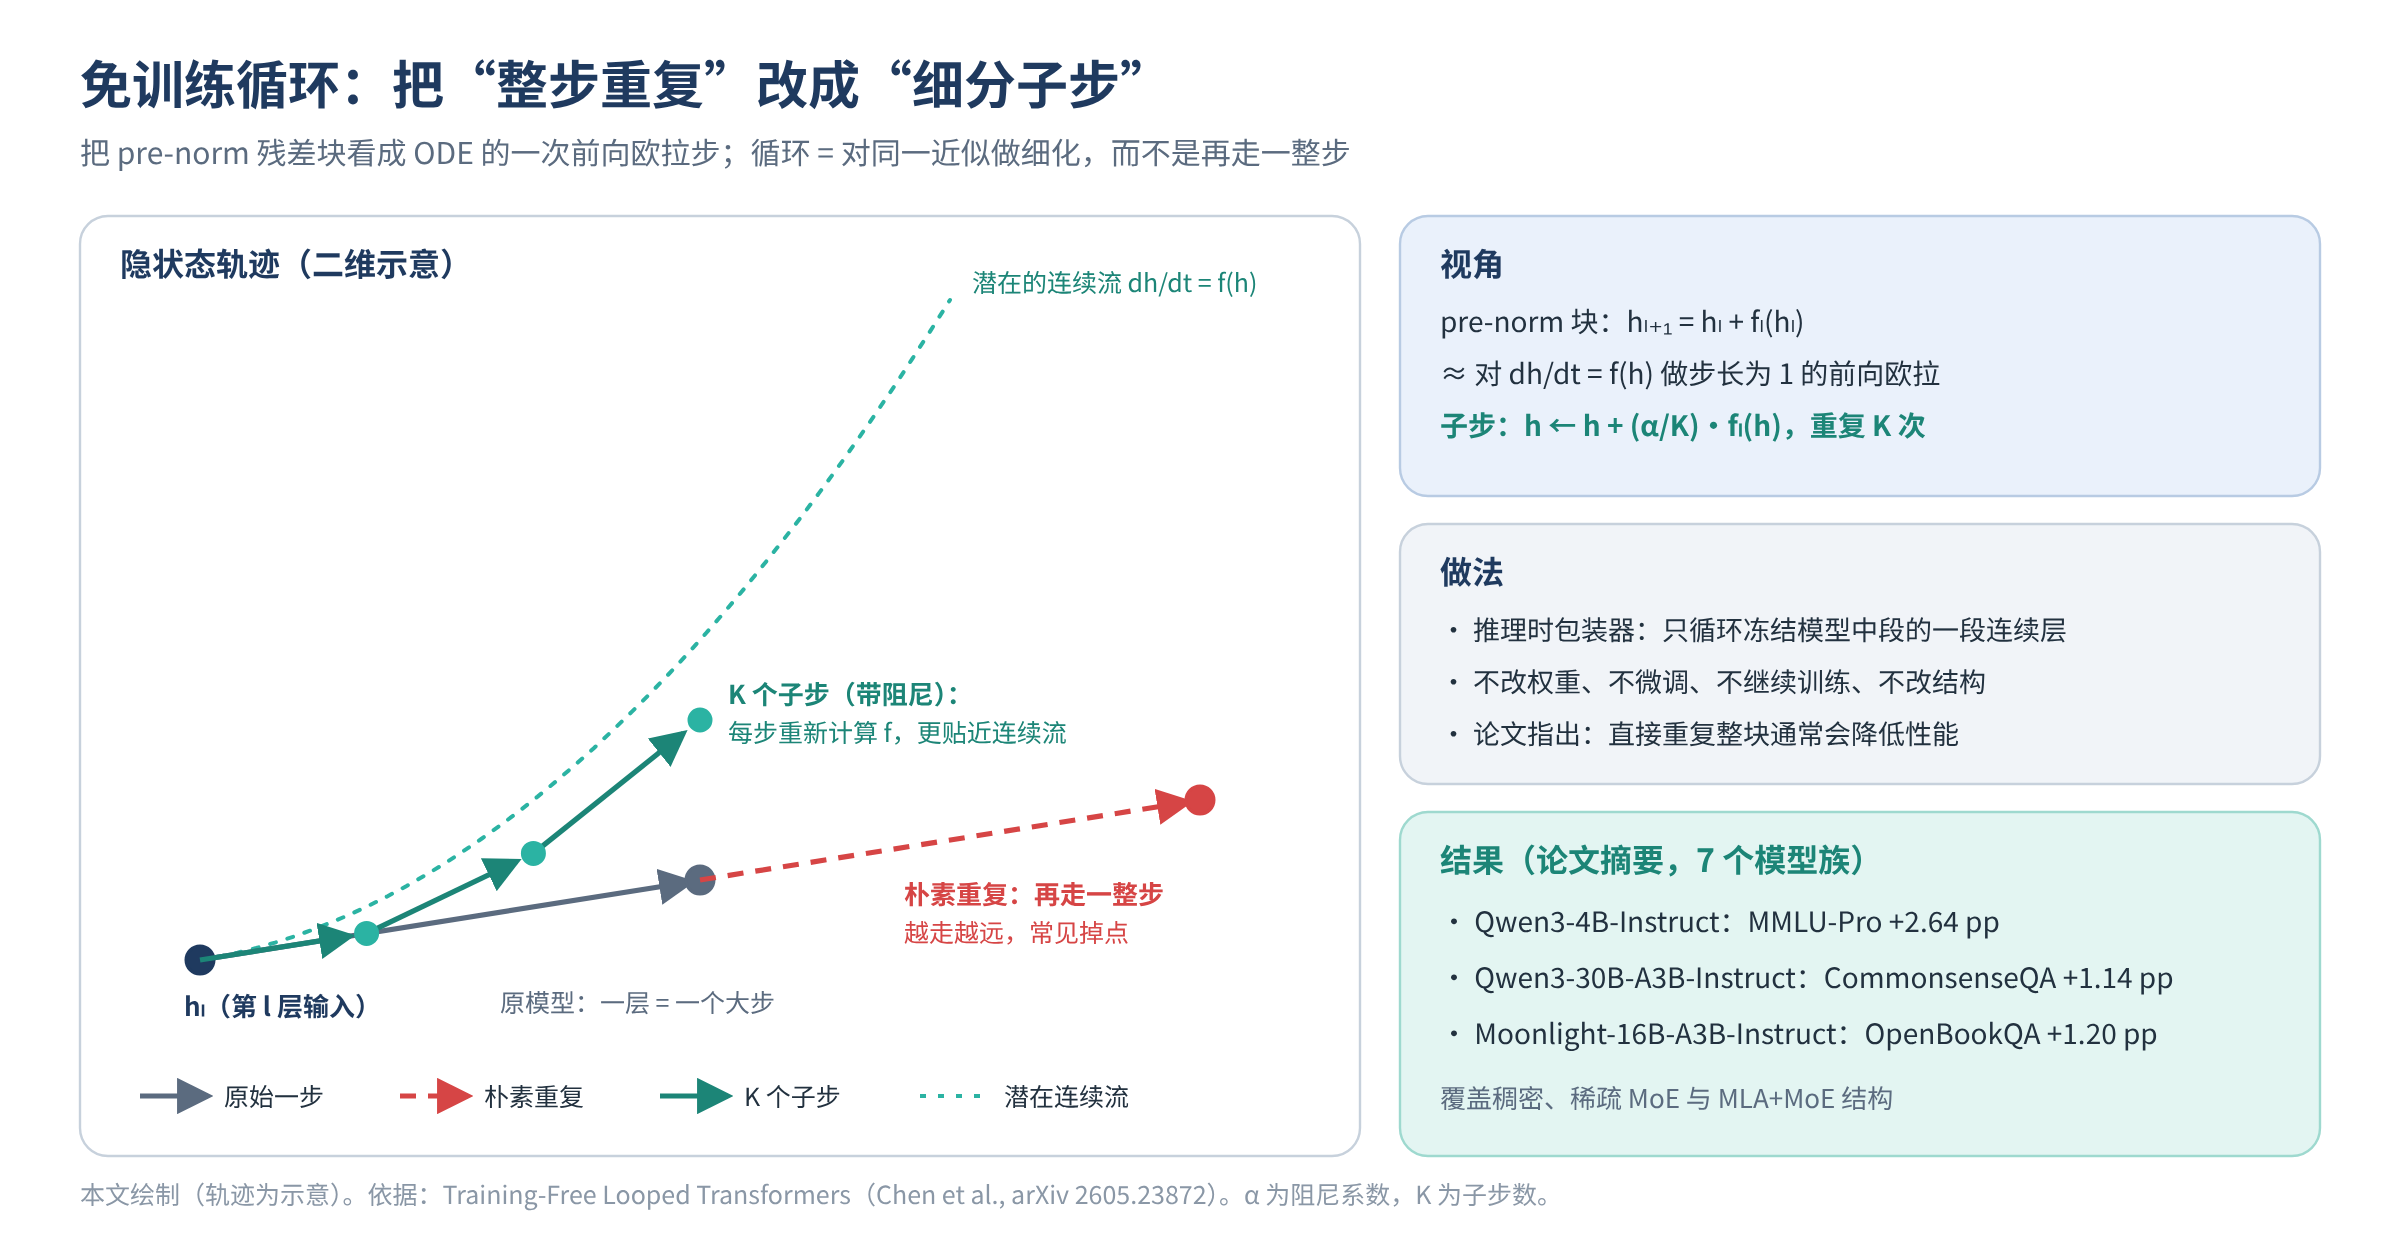 免训练循环：把“整步重复”改成“细分子步”
把 pre-norm 残差块看成 ODE 的一次前向欧拉步；循环 = 对同一近似做细化，而不是再走一整步
隐状态轨迹（二维示意）
潜在的连续流 dh/dt = f(h)
K 个子步（带阻尼）：
每步重新计算 f，更贴近连续流
朴素重复：再走一整步
越走越远，常见掉点
hₗ（第 l 层输入）
原模型：一层 = 一个大步
原始一步
朴素重复
K 个子步
潜在连续流
视角
pre-norm 块：hₗ₊₁ = hₗ + fₗ(hₗ)
≈ 对 dh/dt = f(h) 做步长为 1 的前向欧拉
子步：h ← h + (α/K)・fₗ(h)，重复 K 次
做法
・ 推理时包装器：只循环冻结模型中段的一段连续层
・ 不改权重、不微调、不继续训练、不改结构
・ 论文指出：直接重复整块通常会降低性能
结果（论文摘要，7 个模型族）
・ Qwen3-4B-Instruct：MMLU-Pro +2.64 pp
・ Qwen3-30B-A3B-Instruct：CommonsenseQA +1.14 pp
・ Moonlight-16B-A3B-Instruct：OpenBookQA +1.20 pp
覆盖稠密、稀疏 MoE 与 MLA+MoE 结构
本文绘制（轨迹为示意）。依据：Training-Free Looped Transformers（Chen et al., arXiv 2605.23872）。α 为阻尼系数，K 为子步数。